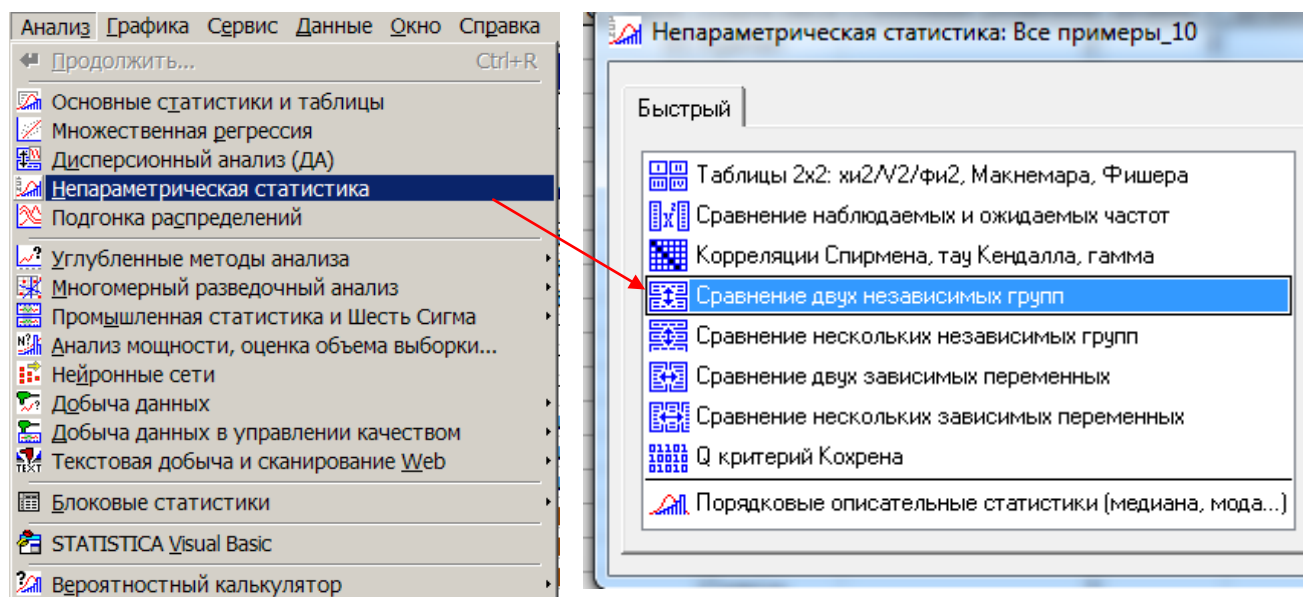 Анализ Графика Сервис Данные Окно Справка
Продолжить... Ctrl+R
Основные статистики и таблицы
Множественная регрессия
Дисперсионный анализ (ДА)
Непараметрическая статистика
Подгонка распределений
Углубленные методы анализа
Многомерный разведочный анализ
Промышленная статистика и Шесть Сигма
Анализ мощности, оценка объема выборки...
Нейронные сети
Добыча данных
Добыча данных в управлении качеством
Текстовая добыча и сканирование Web
Блоковые статистики
STATISTICA Visual Basic
Вероятностный калькулятор
Непараметрическая статистика: Все примеры_10
Быстрый
Таблицы 2x2: хи2/V2/фи2, Макнемара, Фишера
Сравнение наблюдаемых и ожидаемых частот
Корреляции Спирмена, тау Кендалла, гамма
Сравнение двух независимых групп
Сравнение нескольких независимых групп
Сравнение двух зависимых переменных
Сравнение нескольких зависимых переменных
Q критерий Кохрена
Порядковые описательные статистики (медиана, мода...)